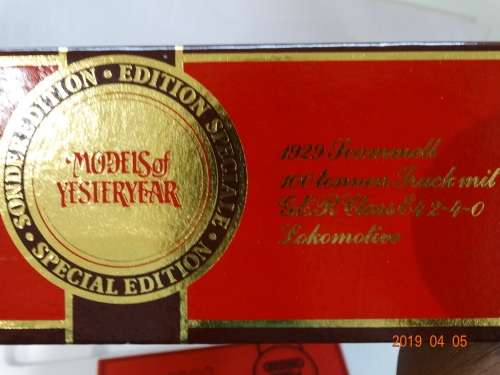 SONDEREDITION • EDITION SPECIALE • SPECIAL EDITION •
MODELS of
YESTERYEAR
1929 Scammell
100 tonnen Truck mit
G.E.R. Class E4 2-4-0
Lokomotive
2019 04 05